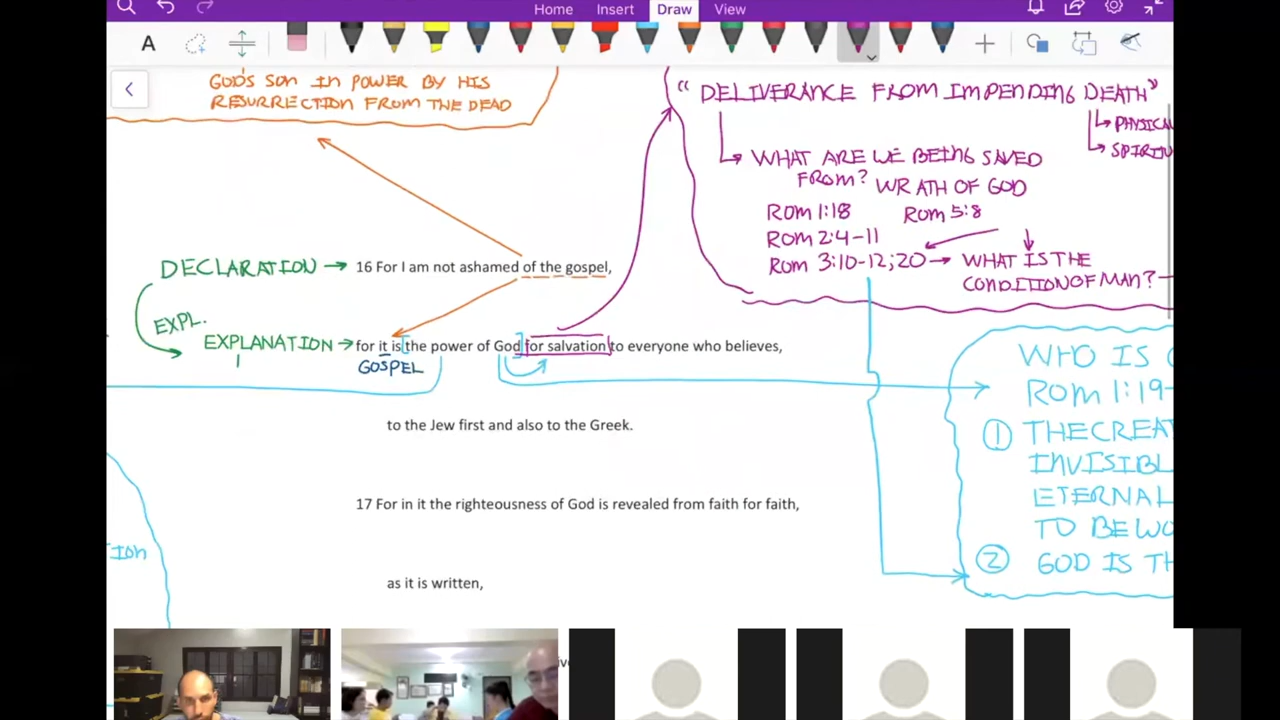 Home Insert Draw View
A
GOD'S SON IN POWER BY HIS
RESURRECTION FROM THE DEAD
"DELIVERANCE FROM IMPENDING DEATH"
PHYSICA
SPIRITU
WHAT ARE WE BEING SAVED
FROM? WRATH OF GOD
Rom 1:18 Rom 5:8
Rom 2:4-11
Rom 3:10-12;20 → WHAT IS THE
CONDITION OF MAN?
DECLARATION → 16 For I am not ashamed of the gospel,
EXPL.
EXPLANATION → for it is [the power of God] for salvation to everyone who believes,
GOSPEL
to the Jew first and also to the Greek.
17 For in it the righteousness of God is revealed from faith for faith,
as it is written,
WHO IS
Rom 1:19-
① THE CREAT
INVISIBL
ETERNAL
TO BE WO
② GOD IS TH